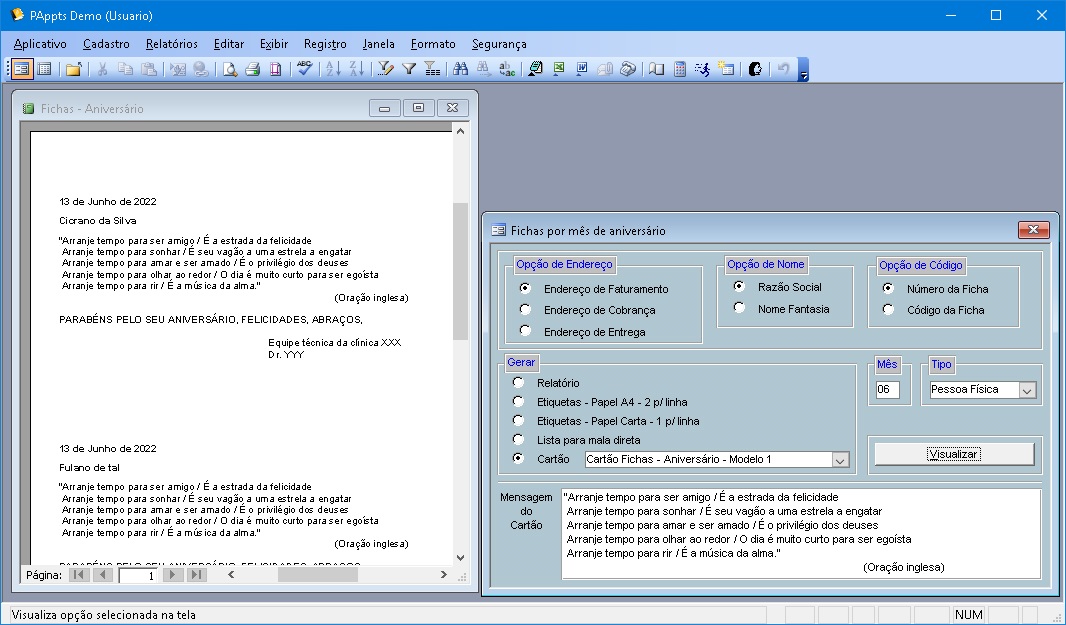 PAppts Demo (Usuario)
Aplicativo Cadastro Relatórios Editar Exibir Registro Janela Formato Segurança
Fichas - Aniversário
13 de Junho de 2022
Cicrano da Silva
"Arranje tempo para ser amigo / É a estrada da felicidade
Arranje tempo para sonhar / É seu vagão a uma estrela a engatar
Arranje tempo para amar e ser amado / É o privilégio dos deuses
Arranje tempo para olhar ao redor / O dia é muito curto para ser egoísta
Arranje tempo para rir / É a música da alma."
(Oração inglesa)
PARABÉNS PELO SEU ANIVERSÁRIO, FELICIDADES, ABRAÇOS,
Equipe técnica da clínica XXX
Dr. YYY
13 de Junho de 2022
Fulano de tal
"Arranje tempo para ser amigo / É a estrada da felicidade
Arranje tempo para sonhar / É seu vagão a uma estrela a engatar
Arranje tempo para amar e ser amado / É o privilégio dos deuses
Arranje tempo para olhar ao redor / O dia é muito curto para ser egoísta
Arranje tempo para rir / É a música da alma."
(Oração inglesa)
PARABÉNS PELO SEU ANIVERSÁRIO, FELICIDADES, ABRAÇOS,
Página: 1
Fichas por mês de aniversário
Opção de Endereço
Endereço de Faturamento
Endereço de Cobrança
Endereço de Entrega
Opção de Nome
Razão Social
Nome Fantasia
Opção de Código
Número da Ficha
Código da Ficha
Gerar
Relatório
Etiquetas - Papel A4 - 2 p/ linha
Etiquetas - Papel Carta - 1 p/ linha
Lista para mala direta
Cartão Cartão Fichas - Aniversário - Modelo 1
Mês
06
Tipo
Pessoa Física
Visualizar
Mensagem
do
Cartão
"Arranje tempo para ser amigo / É a estrada da felicidade
Arranje tempo para sonhar / É seu vagão a uma estrela a engatar
Arranje tempo para amar e ser amado / É o privilégio dos deuses
Arranje tempo para olhar ao redor / O dia é muito curto para ser egoísta
Arranje tempo para rir / É a música da alma."
(Oração inglesa)
Visualiza opção selecionada na tela
NUM